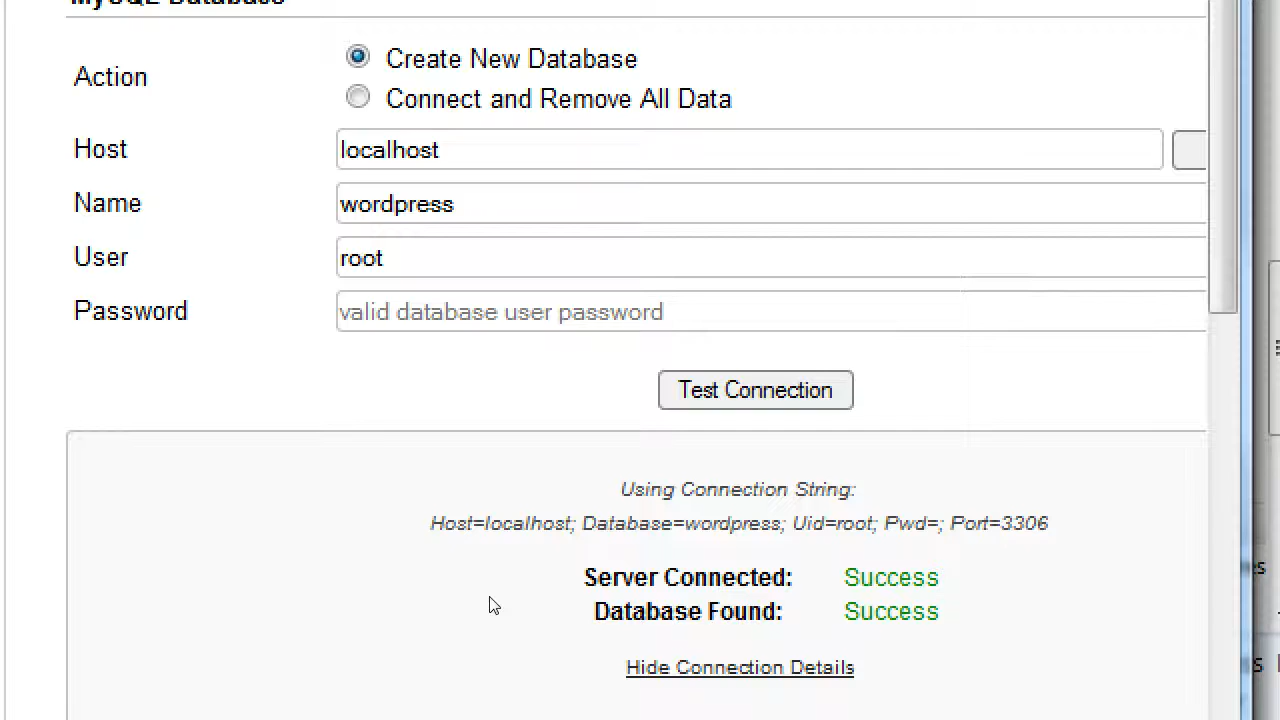 MySQL Database
Action
Create New Database
Connect and Remove All Data
Host
localhost
Name
wordpress
User
root
Password
valid database user password
Test Connection
Using Connection String:
Host=localhost; Database=wordpress; Uid=root; Pwd=; Port=3306
Server Connected: Success
Database Found: Success
Hide Connection Details